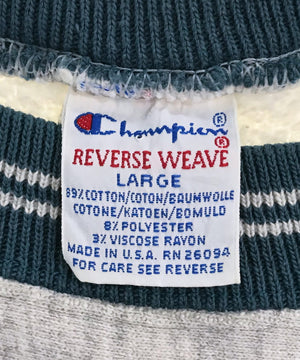 Champion®
REVERSE WEAVE®
LARGE
89% COTTON/COTON/BAUMWOLLE
COTONE/KATOEN/BOMULD
8% POLYESTER
3% VISCOSE RAYON
MADE IN U.S.A. RN 26094
FOR CARE SEE REVERSE